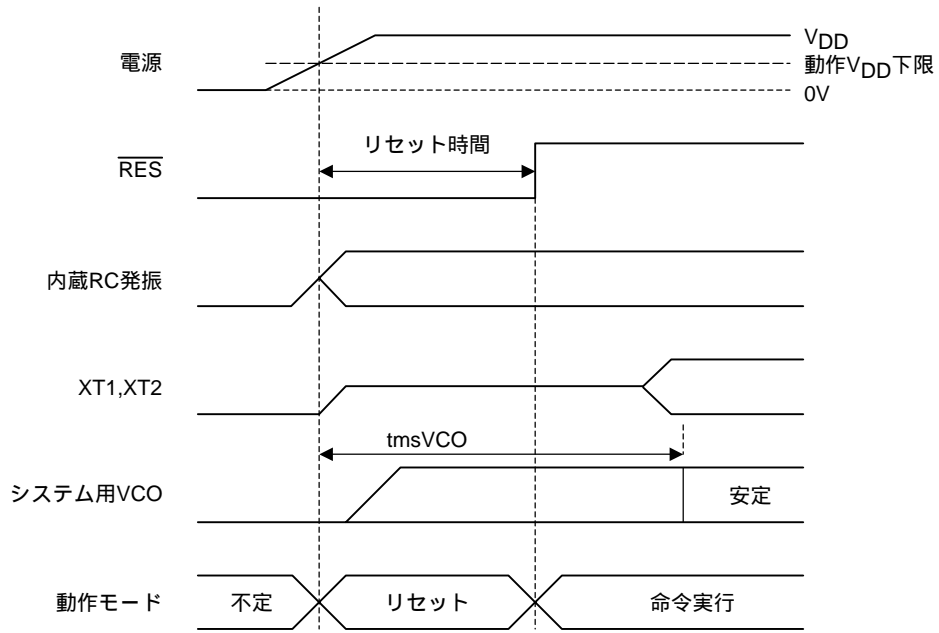 電源
VDD
動作VDD下限
0V
RES
リセット時間
内蔵RC発振
XT1,XT2
tmsVCO
システム用VCO
安定
動作モード
不定
リセット
命令実行